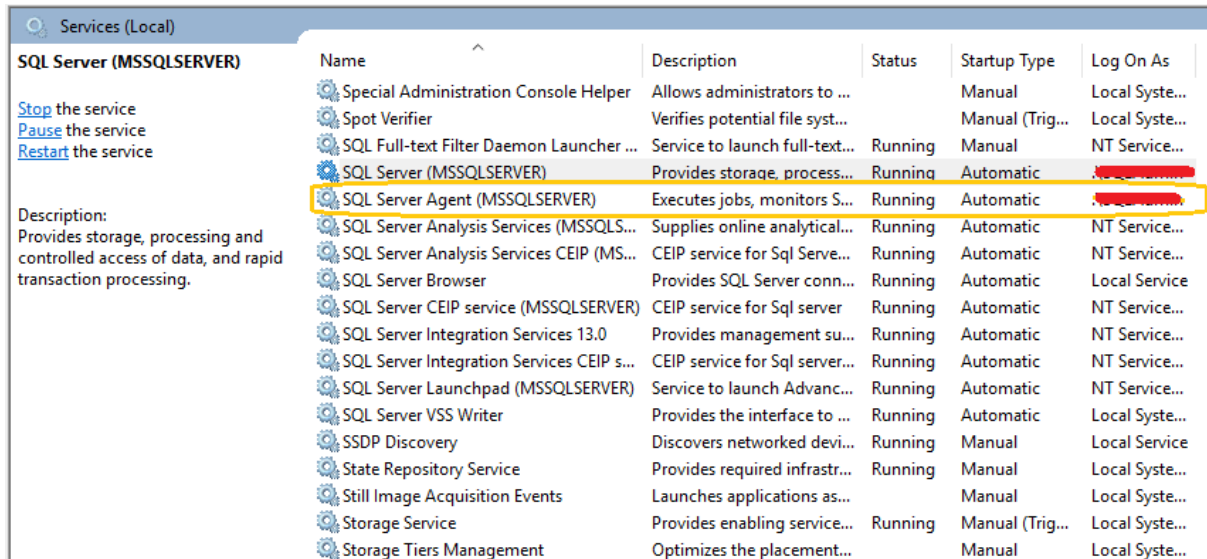 Services (Local)
SQL Server (MSSQLSERVER)
Stop the service
Pause the service
Restart the service
Description:
Provides storage, processing and
controlled access of data, and rapid
transaction processing.
Name Description Status Startup Type Log On As
Special Administration Console Helper Allows administrators to ... Manual Local Syste...
Spot Verifier Verifies potential file syst... Manual (Trig... Local Syste...
SQL Full-text Filter Daemon Launcher ... Service to launch full-text... Running Manual NT Service...
SQL Server (MSSQLSERVER) Provides storage, process... Running Automatic
SQL Server Agent (MSSQLSERVER) Executes jobs, monitors S... Running Automatic
SQL Server Analysis Services (MSSQLS... Supplies online analytical... Running Automatic NT Service...
SQL Server Analysis Services CEIP (MS... CEIP service for Sql Serve... Running Automatic NT Service...
SQL Server Browser Provides SQL Server conn... Running Automatic Local Service
SQL Server CEIP service (MSSQLSERVER) CEIP service for Sql server Running Automatic NT Service...
SQL Server Integration Services 13.0 Provides management su... Running Automatic NT Service...
SQL Server Integration Services CEIP s... CEIP service for Sql server... Running Automatic NT Service...
SQL Server Launchpad (MSSQLSERVER) Service to launch Advanc... Running Automatic NT Service...
SQL Server VSS Writer Provides the interface to ... Running Automatic Local Syste...
SSDP Discovery Discovers networked devi... Running Manual Local Service
State Repository Service Provides required infrastr... Running Manual Local Syste...
Still Image Acquisition Events Launches applications as... Manual Local Syste...
Storage Service Provides enabling service... Running Manual (Trig... Local Syste...
Storage Tiers Management Optimizes the placement... Manual Local Syste...